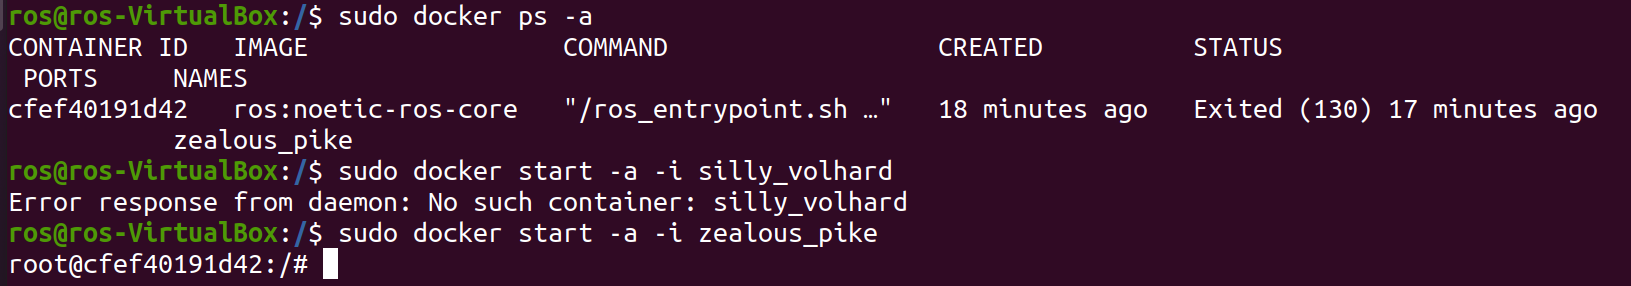 ros@ros-VirtualBox:/$ sudo docker ps -a
CONTAINER ID   IMAGE                 COMMAND                  CREATED          STATUS
 PORTS     NAMES
cfef40191d42   ros:noetic-ros-core   "/ros_entrypoint.sh …"   18 minutes ago   Exited (130) 17 minutes ago
           zealous_pike
ros@ros-VirtualBox:/$ sudo docker start -a -i silly_volhard
Error response from daemon: No such container: silly_volhard
ros@ros-VirtualBox:/$ sudo docker start -a -i zealous_pike
root@cfef40191d42:/#